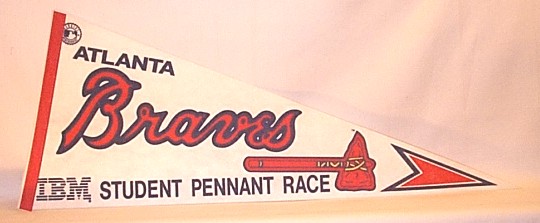 ATLANTA
Braves
IBM STUDENT PENNANT RACE